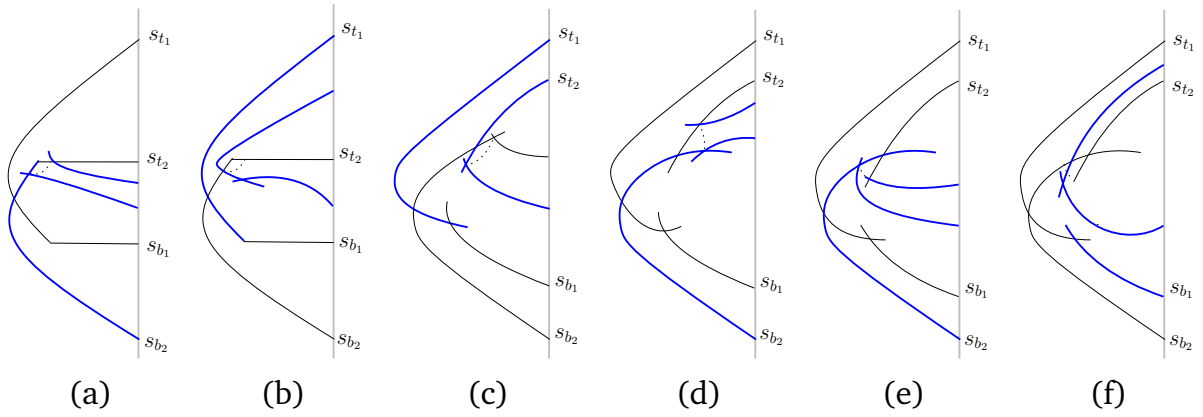 s_{t_1} s_{t_1} s_{t_1} s_{t_1} s_{t_1} s_{t_1}
s_{t_2} s_{t_2} s_{t_2}
s_{t_2} s_{t_2} s_{t_2}
s_{b_1} s_{b_1}
s_{b_1} s_{b_1} s_{b_1} s_{b_1}
s_{b_2} s_{b_2} s_{b_2} s_{b_2} s_{b_2} s_{b_2}
(a) (b) (c) (d) (e) (f)